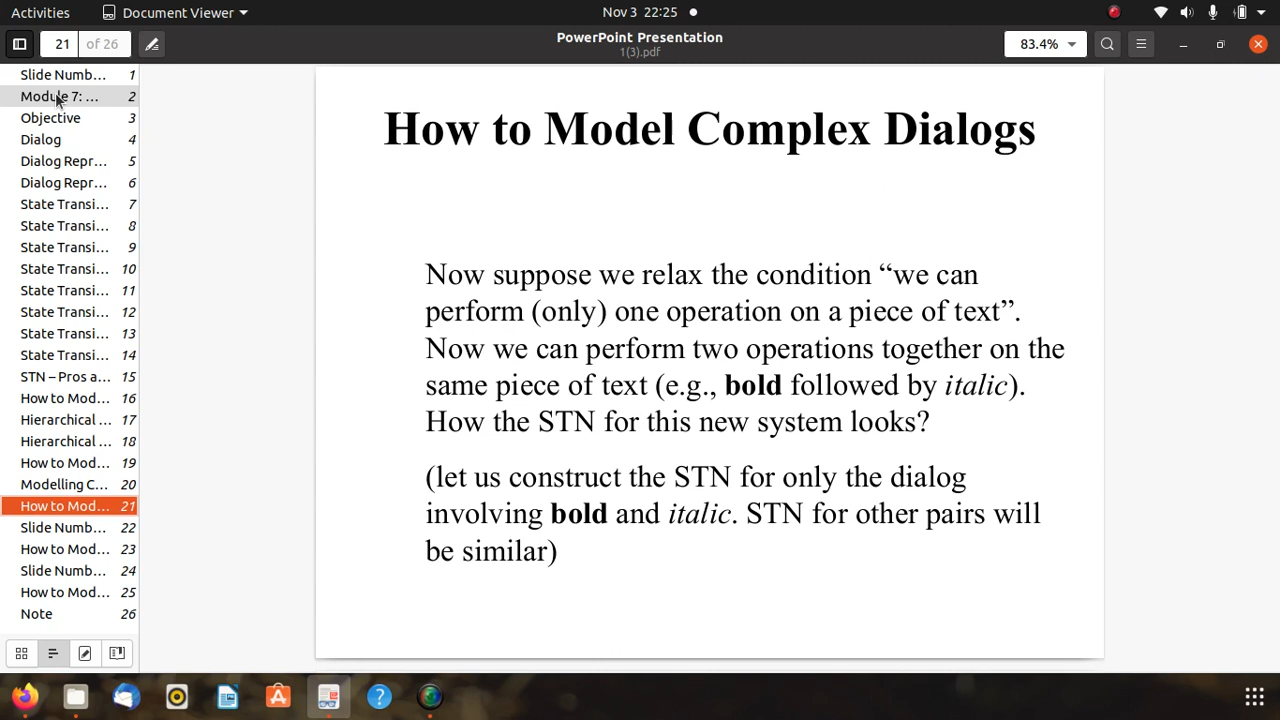 Activities
Document Viewer
Nov 3 22:25
21 of 26
PowerPoint Presentation
1(3).pdf
83.4%
Slide Numb... 1
Module 7: ... 2
Objective 3
Dialog 4
Dialog Repr... 5
Dialog Repr... 6
State Transi... 7
State Transi... 8
State Transi... 9
State Transi... 10
State Transi... 11
State Transi... 12
State Transi... 13
State Transi... 14
STN – Pros a... 15
How to Mod... 16
Hierarchical ... 17
Hierarchical ... 18
How to Mod... 19
Modelling C... 20
How to Mod... 21
Slide Numb... 22
How to Mod... 23
Slide Numb... 24
How to Mod... 25
Note 26
How to Model Complex Dialogs
Now suppose we relax the condition “we can
perform (only) one operation on a piece of text”.
Now we can perform two operations together on the
same piece of text (e.g., bold followed by italic).
How the STN for this new system looks?
(let us construct the STN for only the dialog
involving bold and italic. STN for other pairs will
be similar)